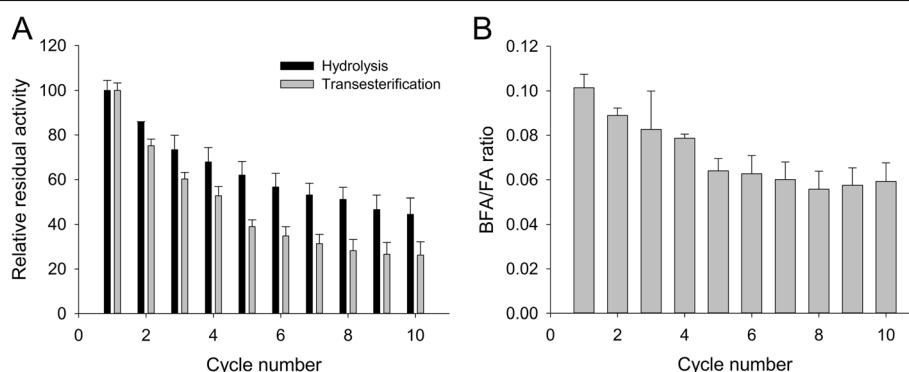 A
120
100
80
60
40
20
0
Relative residual activity
Hydrolysis
Transesterification
0 2 4 6 8 10
Cycle number
B
0.12
0.10
0.08
0.06
0.04
0.02
0.00
BFA/FA ratio
0 2 4 6 8 10
Cycle number